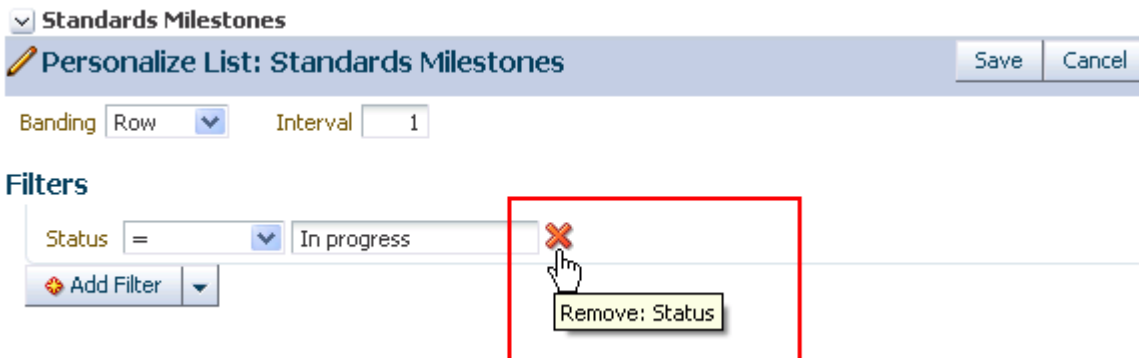 Standards Milestones
Personalize List: Standards Milestones Save Cancel
Banding Row Interval 1
Filters
Status = In progress
Add Filter
Remove: Status